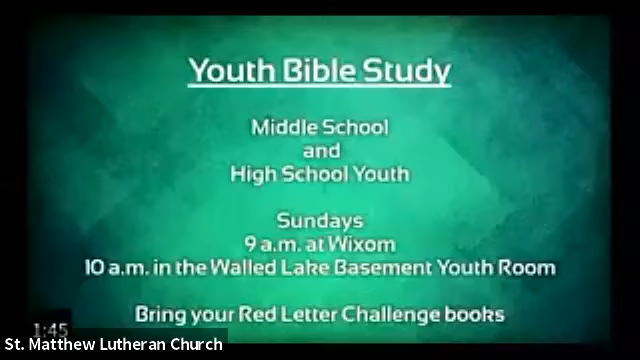 Youth Bible Study
Middle School
and
High School Youth
Sundays
9 a.m. at Wixom
10 a.m. in the Walled Lake Basement Youth Room
Bring your Red Letter Challenge books
1:45
St. Matthew Lutheran Church